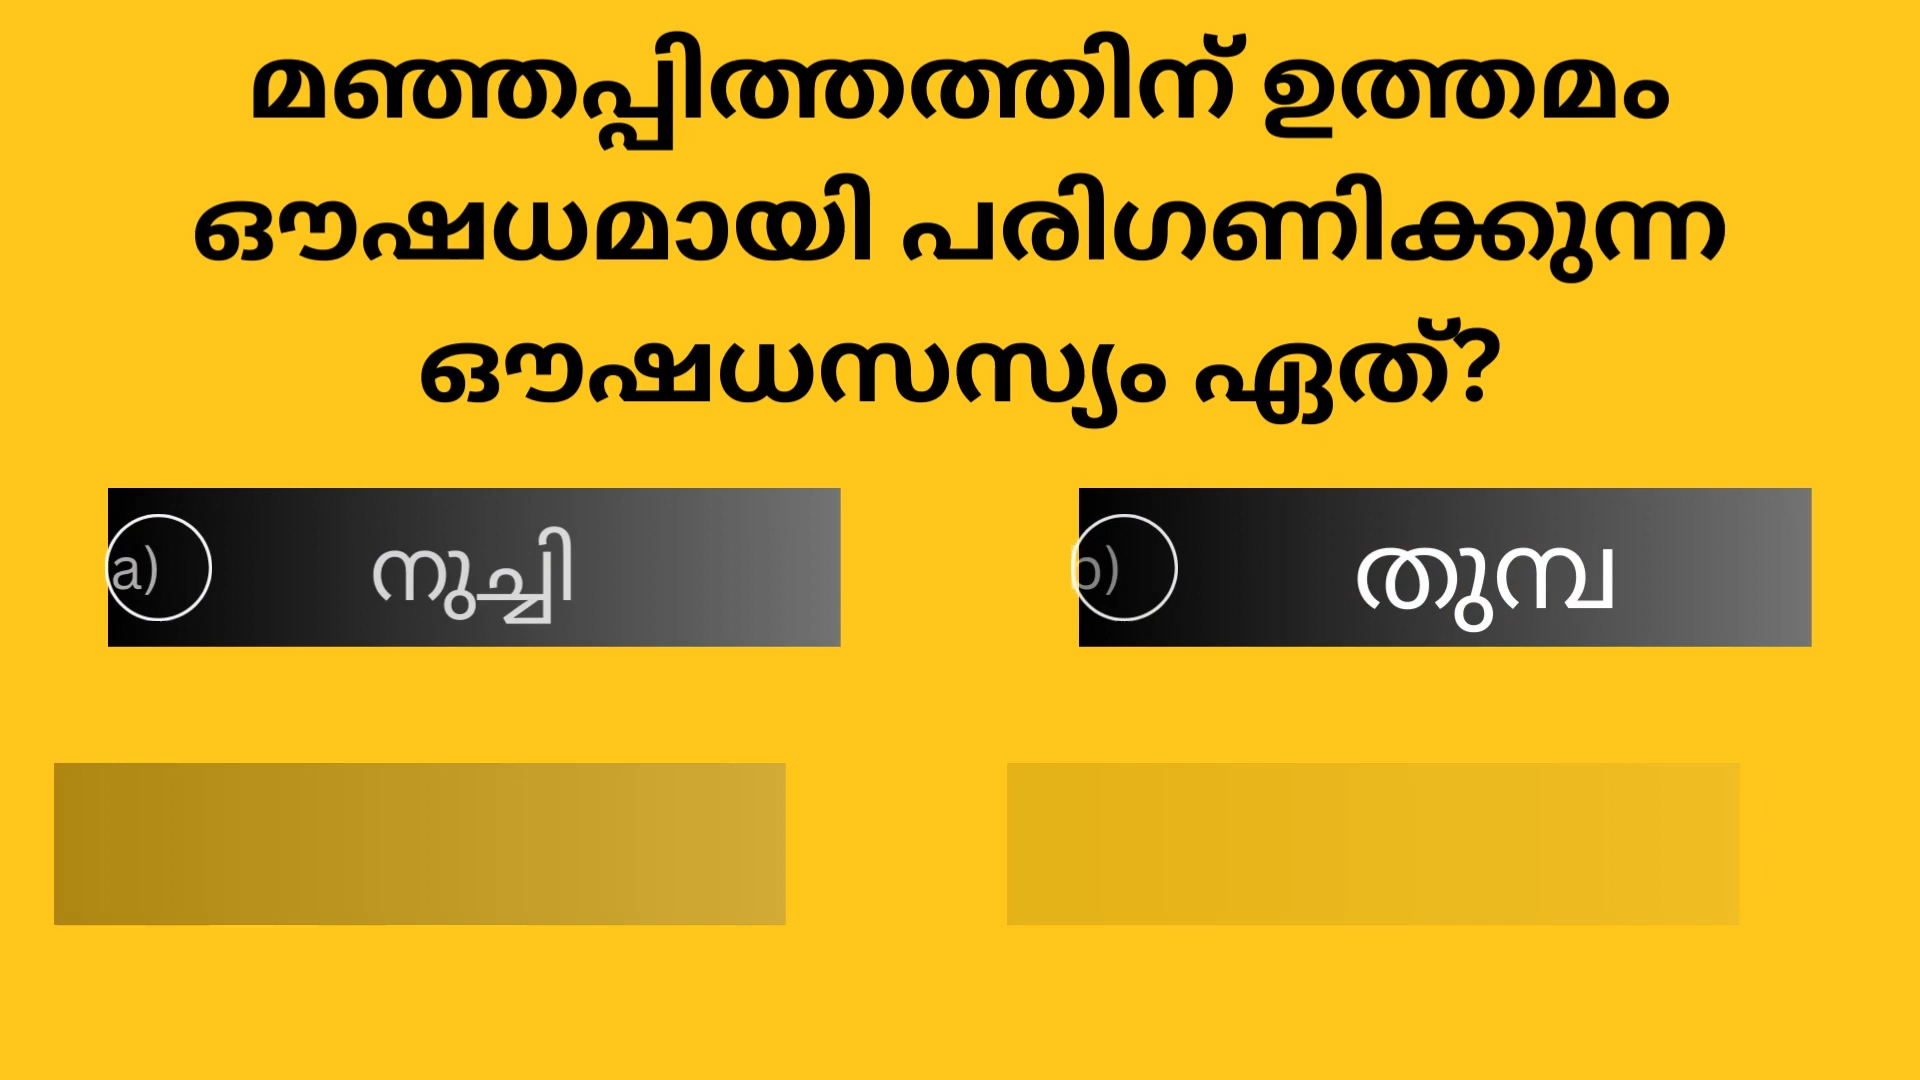 മഞ്ഞപ്പിത്തത്തിന് ഉത്തമം
ഔഷധമായി പരിഗണിക്കുന്ന
ഔഷധസസ്യം ഏത്?
a) നുച്ചി
b) തുമ്പ